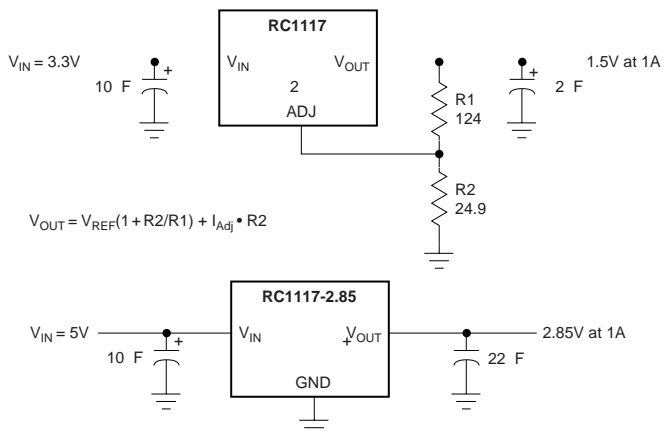 RC1117
V_IN = 3.3V
V_IN
V_OUT
1.5V at 1A
10 F
+
2
ADJ
R1
124
+
2 F
R2
24.9
V_OUT = V_REF(1 + R2/R1) + I_Adj • R2
RC1117-2.85
V_IN = 5V
V_IN
V_OUT
2.85V at 1A
10 F
+
+
22 F
GND